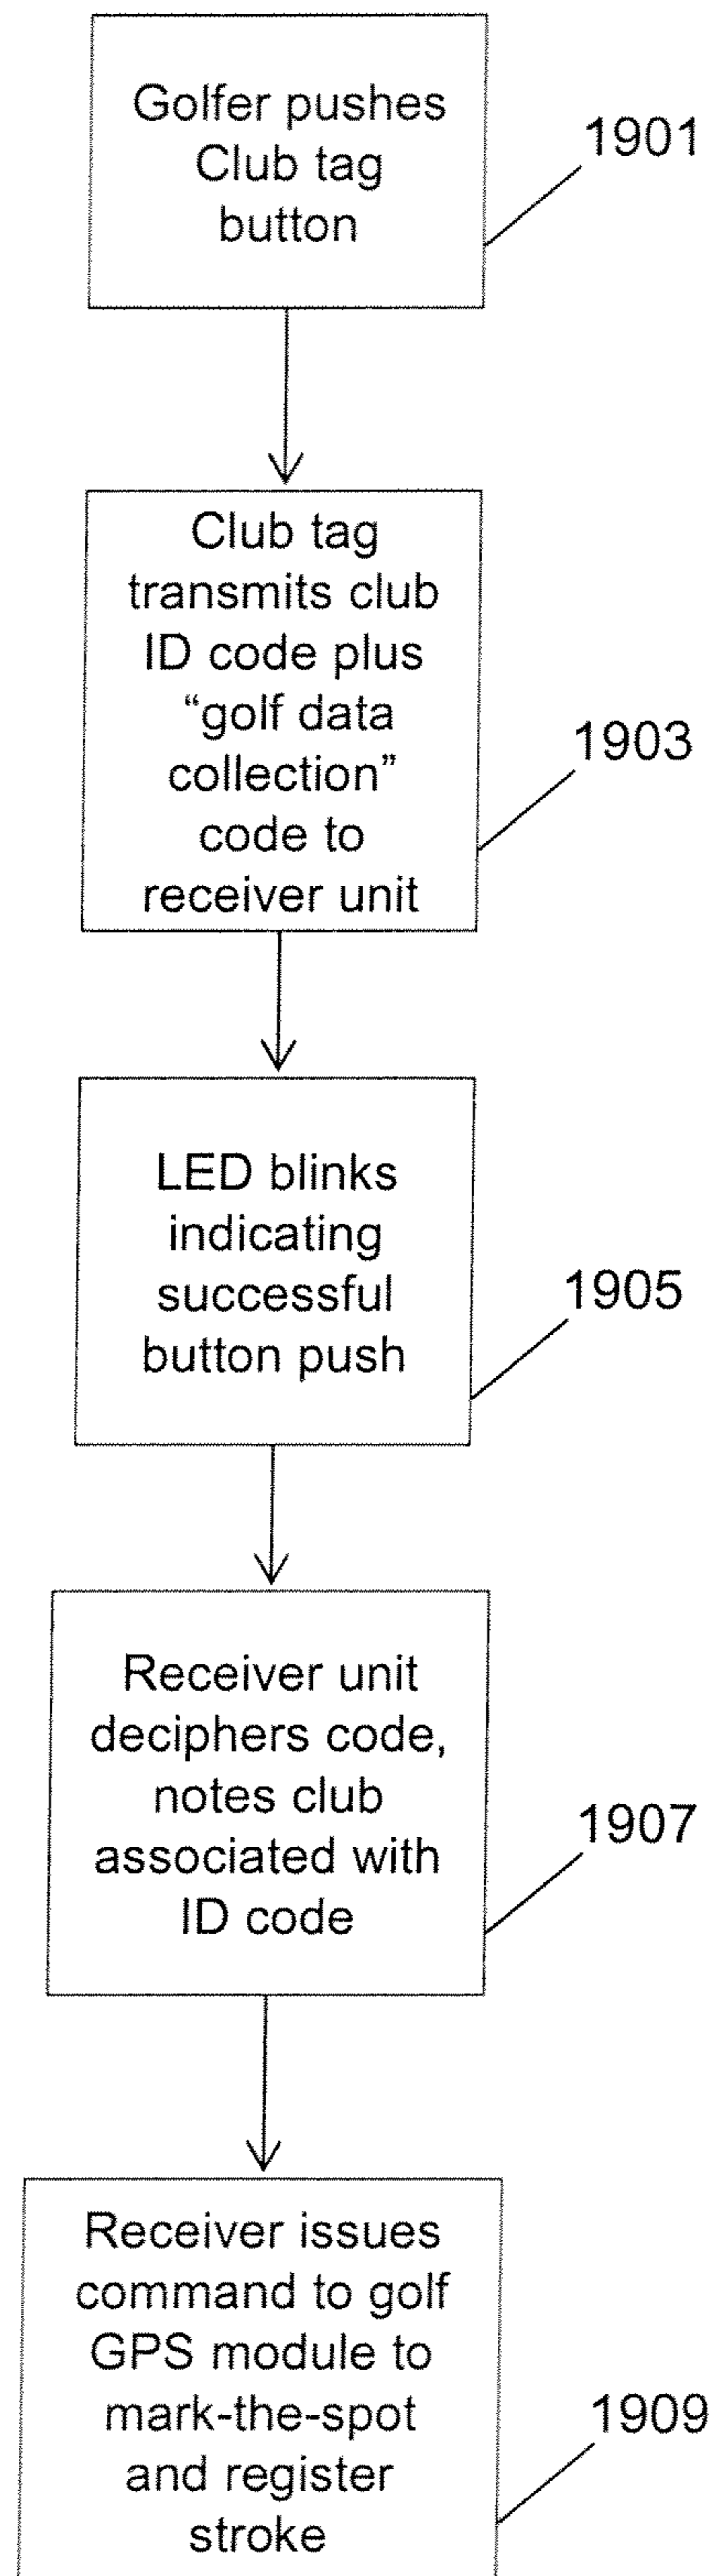 Golfer pushes
Club tag
button
1901
Club tag
transmits club
ID code plus
“golf data
collection”
code to
receiver unit
1903
LED blinks
indicating
successful
button push
1905
Receiver unit
deciphers code,
notes club
associated with
ID code
1907
Receiver issues
command to golf
GPS module to
mark-the-spot
and register
stroke
1909